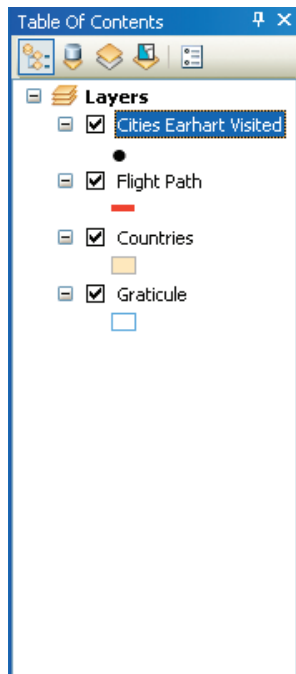 Table Of Contents
Layers
Cities Earhart Visited
Flight Path
Countries
Graticule